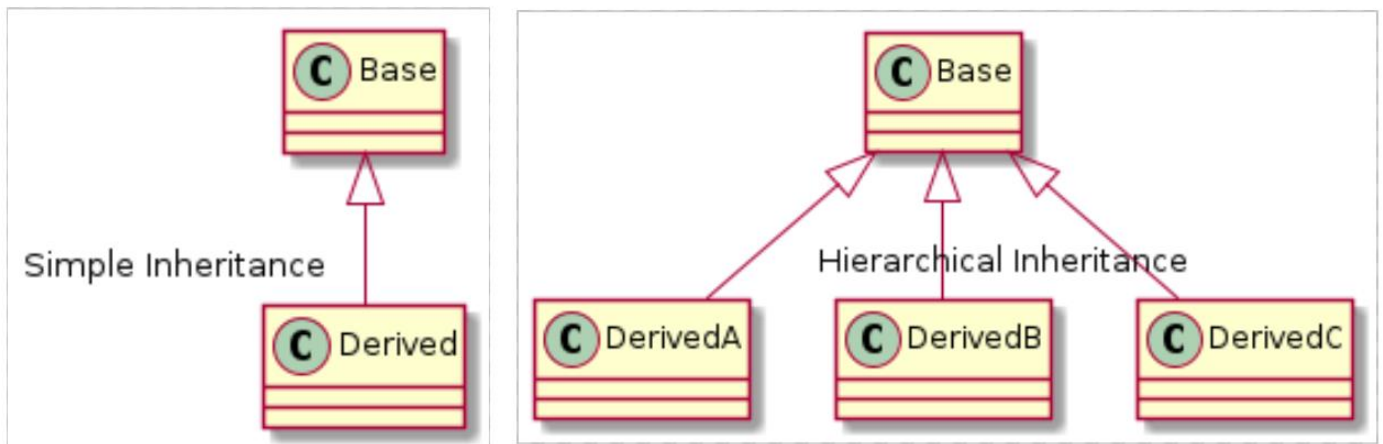 C Base
Simple Inheritance
C Derived
C Base
Hierarchical Inheritance
C DerivedA
C DerivedB
C DerivedC